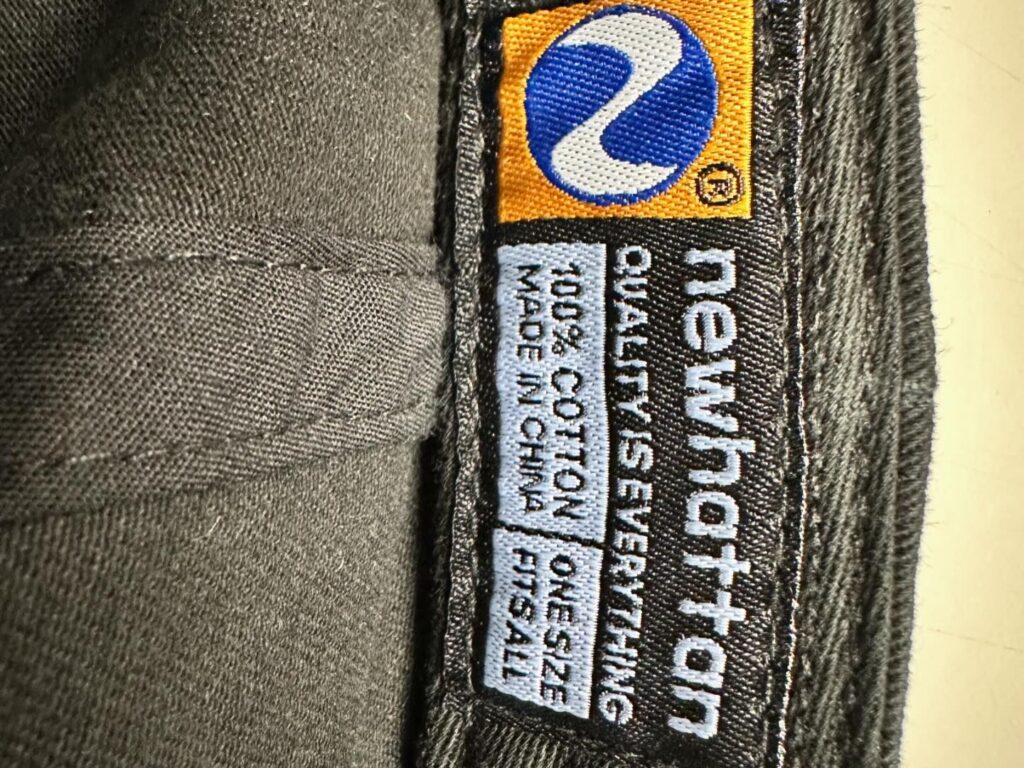 ®
newhattan
QUALITY IS EVERYTHING
100% COTTON
MADE IN CHINA
ONE SIZE
FITS ALL